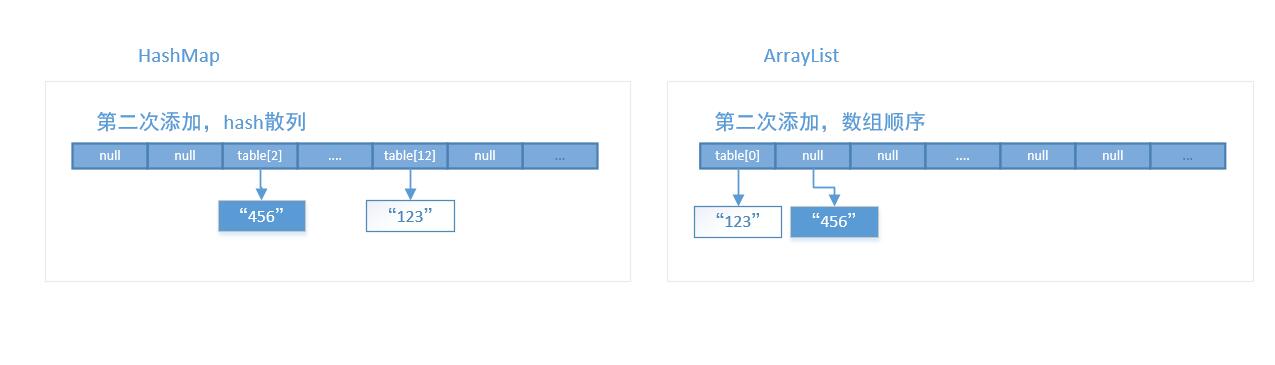 HashMap
第二次添加，hash散列
null null table[2] .... table[12] null ...
“456” “123”
ArrayList
第二次添加，数组顺序
table[0] null null .... null null ...
“123” “456”